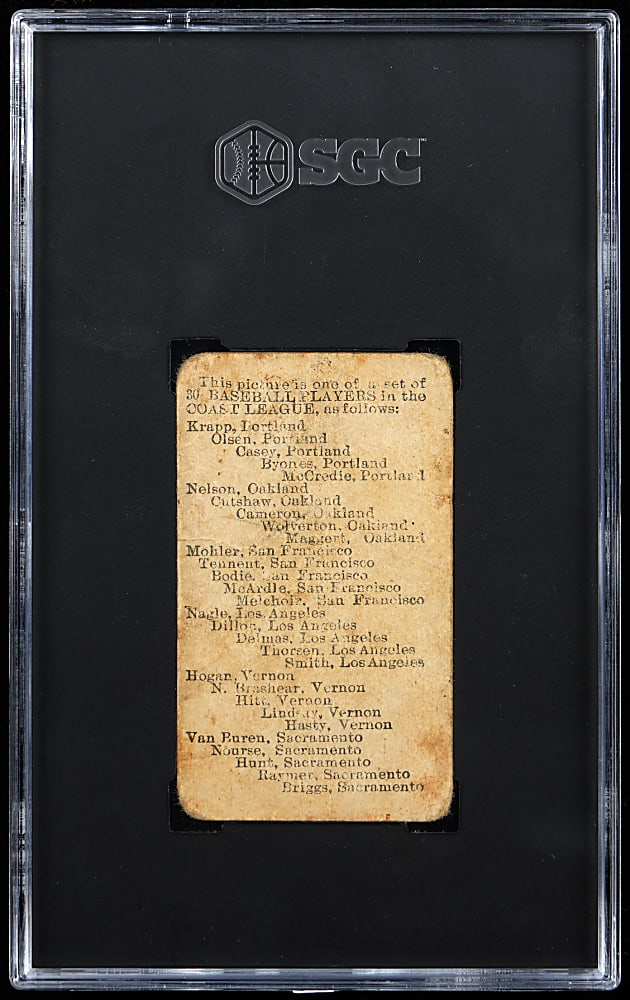 SGC
This picture is one of a set of
30 BASEBALL PLAYERS in the
COAST LEAGUE, as follows:
Krapp, Portland
Olsen, Portland
Casey, Portland
Byones, Portland
McCredie, Portland
Nelson, Oakland
Cutshaw, Oakland
Cameron, Oakland
Wolverton, Oakland
Maggert, Oakland
Mohler, San Francisco
Tennent, San Francisco
Bodie, San Francisco
McArdle, San Francisco
Melchoir, San Francisco
Nagle, Los Angeles
Dillon, Los Angeles
Delmas, Los Angeles
Thorsen, Los Angeles
Smith, Los Angeles
Hogan, Vernon
N. Brashear, Vernon
Hitt, Vernon
Lindsay, Vernon
Hasty, Vernon
Van Buren, Sacramento
Nourse, Sacramento
Hunt, Sacramento
Raymer, Sacramento
Briggs, Sacramento